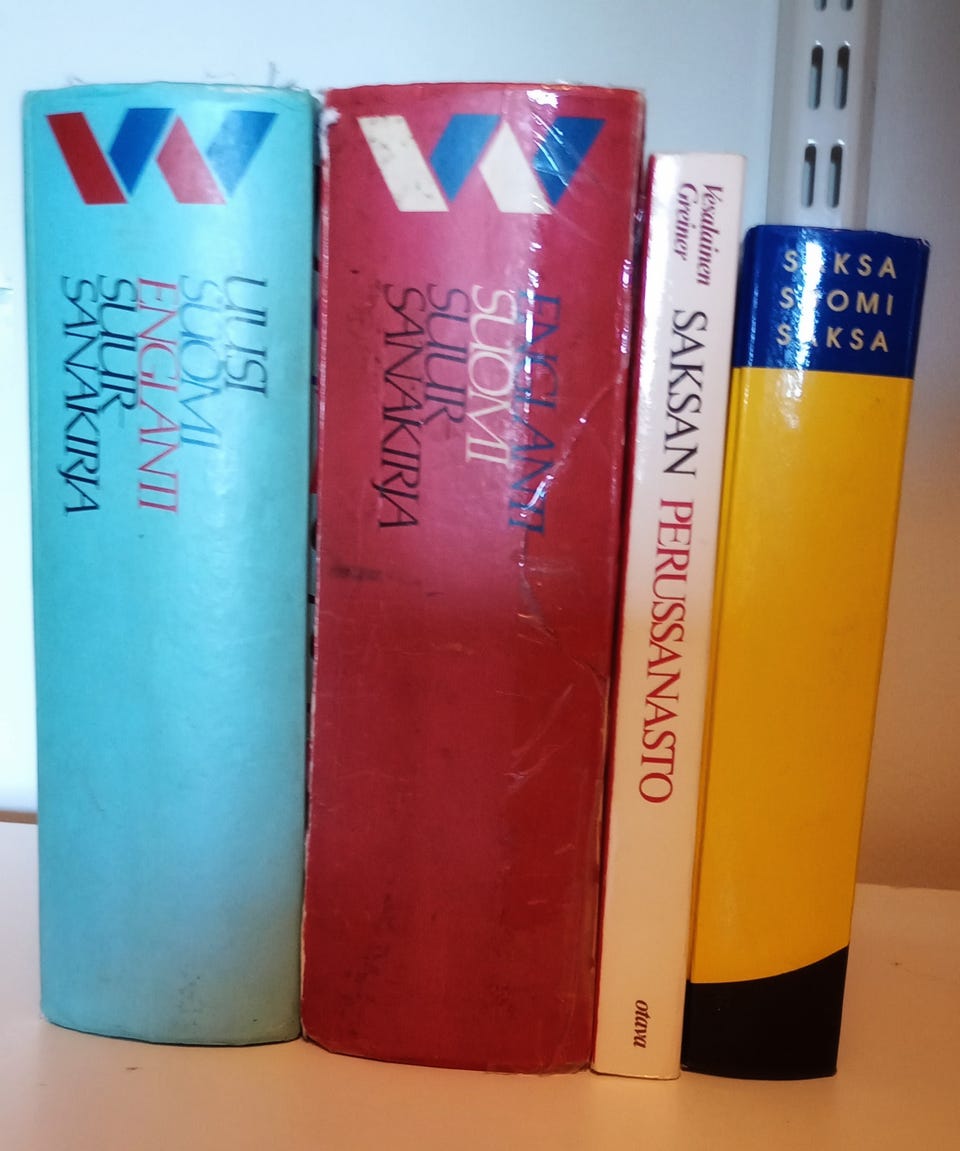 W
UUSI
SUOMI
ENGLANTI
SUUR-
SANAKIRJA
W
ENGLANTI
SUOMI
SUUR-
SANAKIRJA
Vesalainen
Greiner
SAKSAN PERUSSANASTO
otava
SAKSA
SUOMI
SAKSA